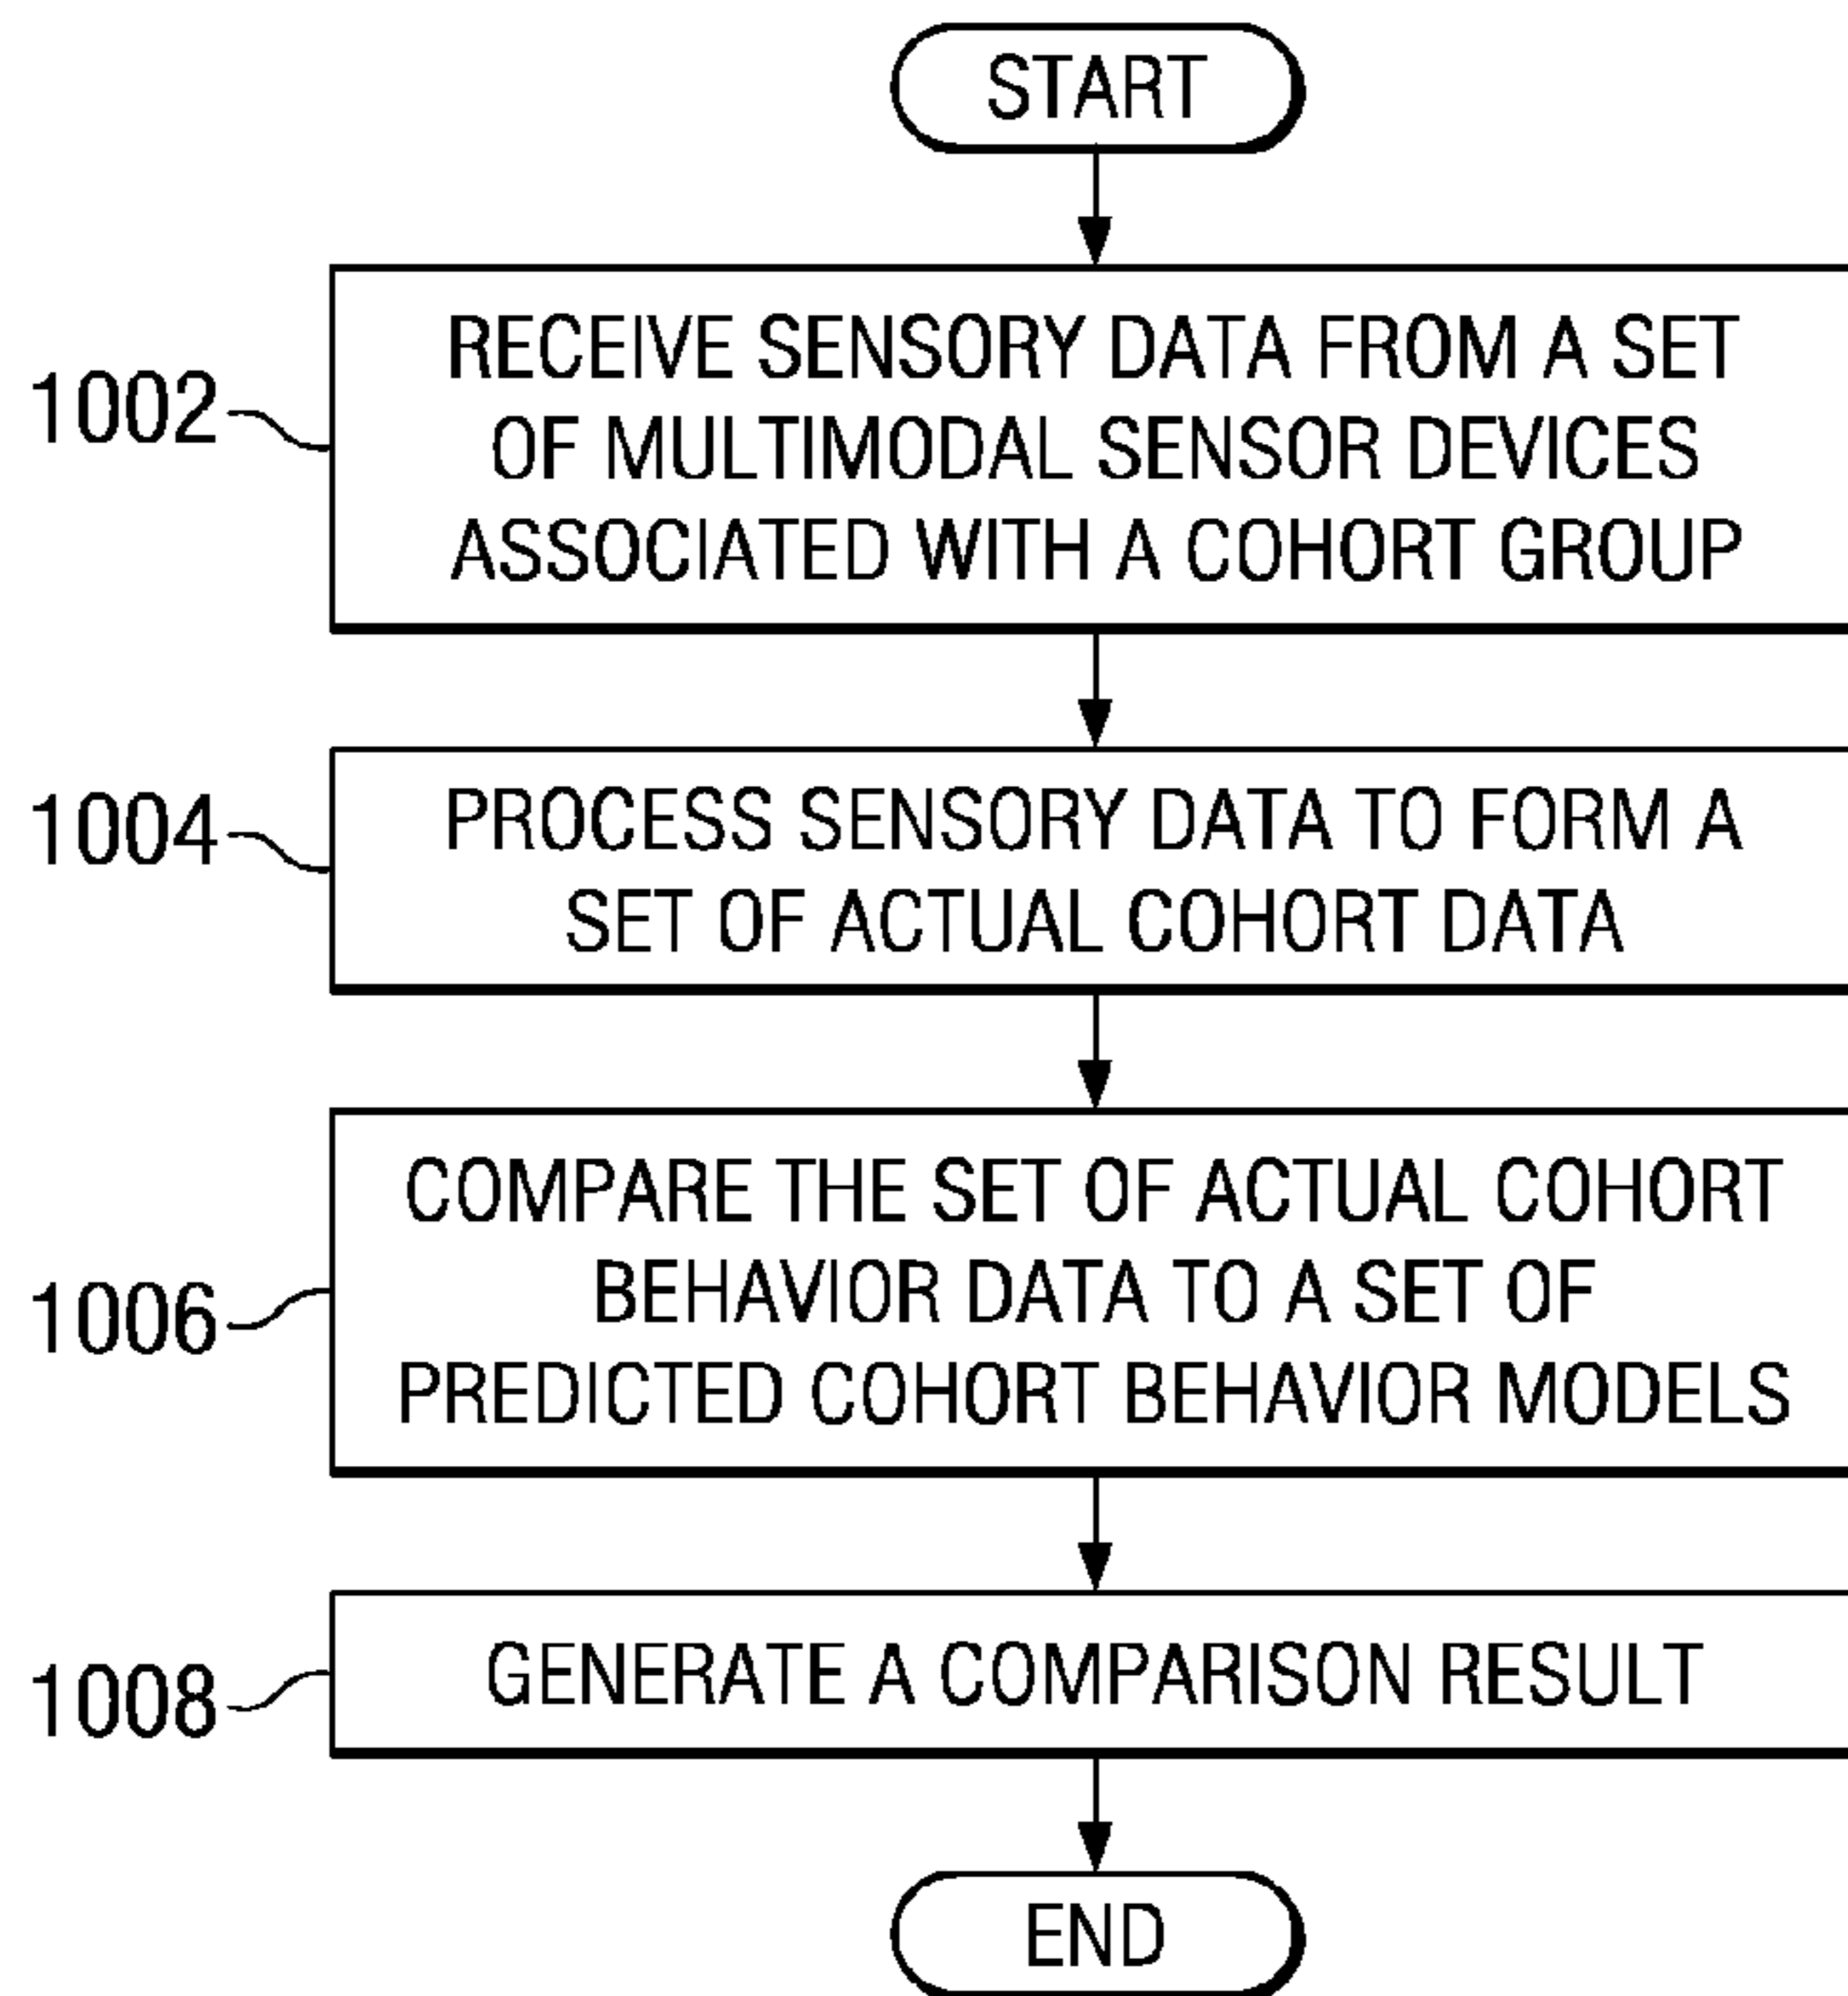 START
1002
RECEIVE SENSORY DATA FROM A SET
OF MULTIMODAL SENSOR DEVICES
ASSOCIATED WITH A COHORT GROUP
1004
PROCESS SENSORY DATA TO FORM A
SET OF ACTUAL COHORT DATA
1006
COMPARE THE SET OF ACTUAL COHORT
BEHAVIOR DATA TO A SET OF
PREDICTED COHORT BEHAVIOR MODELS
1008
GENERATE A COMPARISON RESULT
END